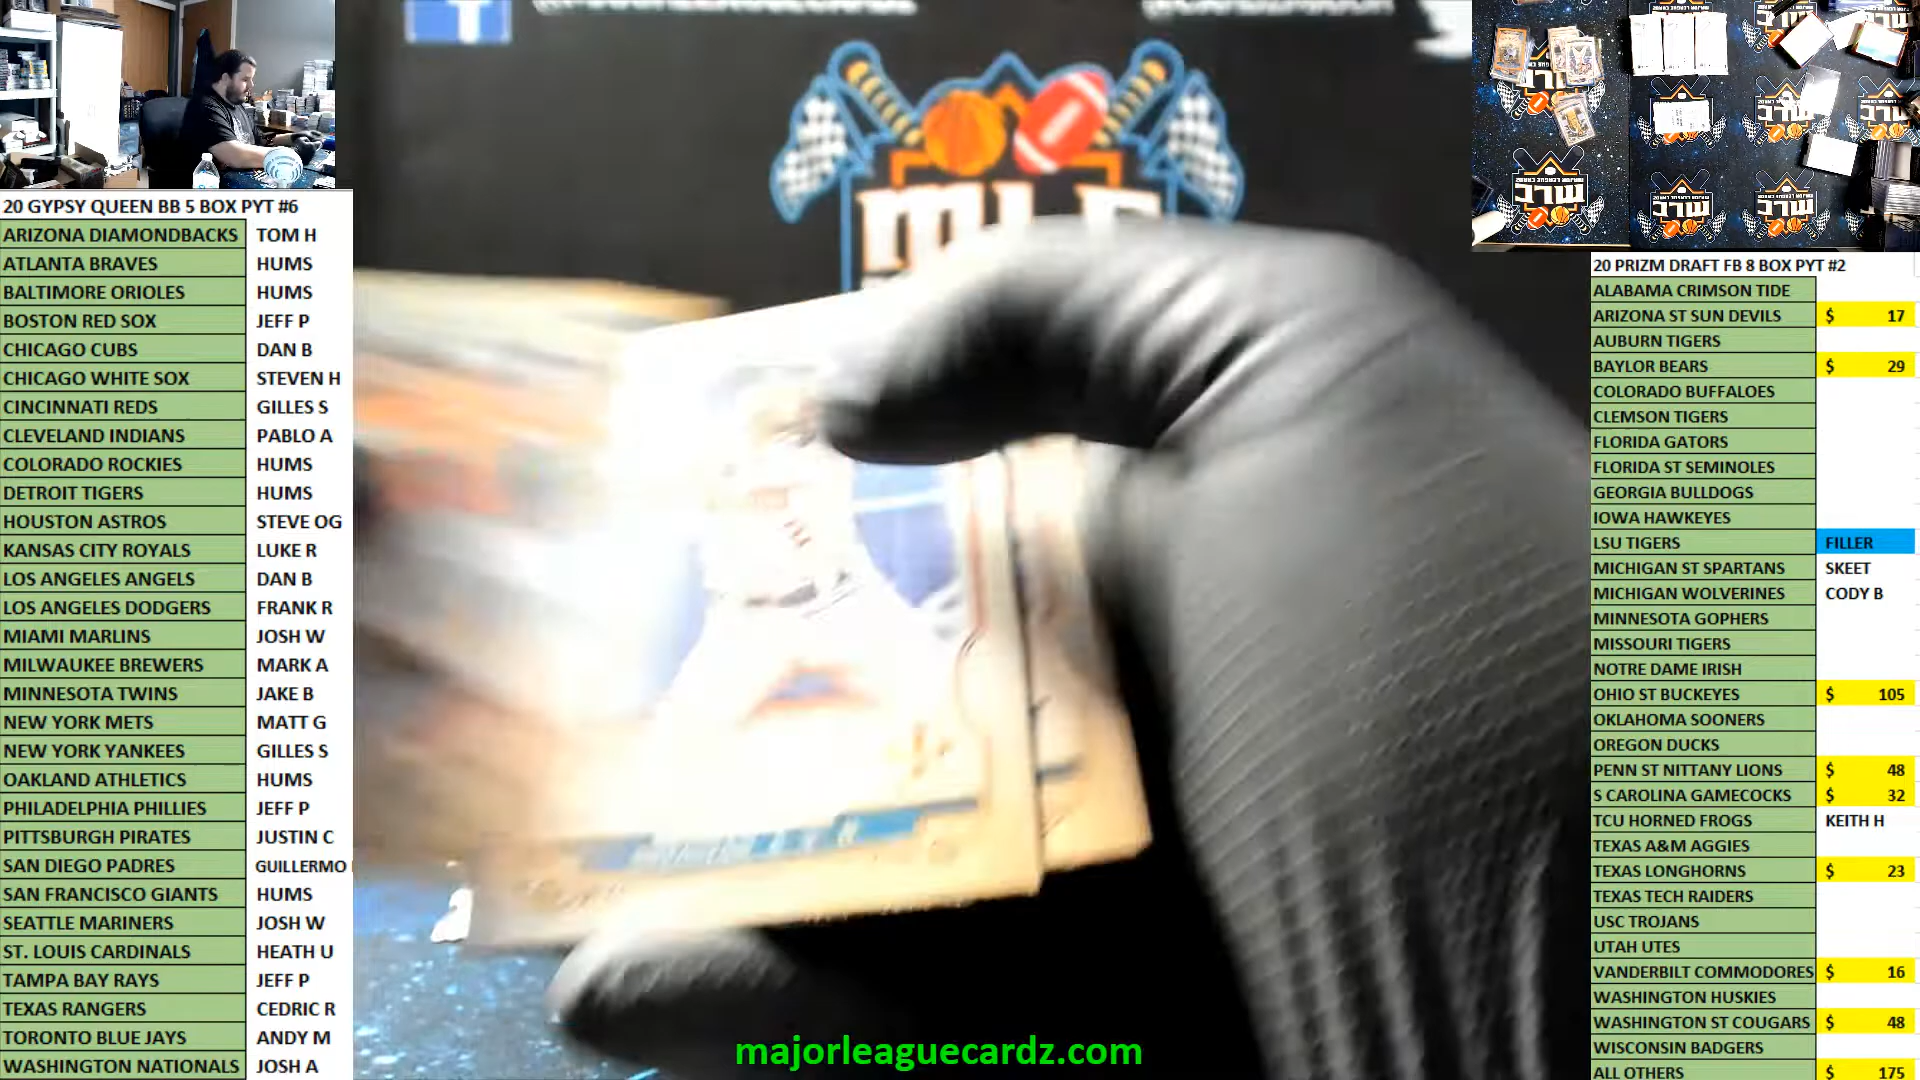 20 GYPSY QUEEN BB 5 BOX PYT #6
ARIZONA DIAMONDBACKS TOM H
ATLANTA BRAVES HUMS
BALTIMORE ORIOLES HUMS
BOSTON RED SOX JEFF P
CHICAGO CUBS DAN B
CHICAGO WHITE SOX STEVEN H
CINCINNATI REDS GILLES S
CLEVELAND INDIANS PABLO A
COLORADO ROCKIES HUMS
DETROIT TIGERS HUMS
HOUSTON ASTROS STEVE OG
KANSAS CITY ROYALS LUKE R
LOS ANGELES ANGELS DAN B
LOS ANGELES DODGERS FRANK R
MIAMI MARLINS JOSH W
MILWAUKEE BREWERS MARK A
MINNESOTA TWINS JAKE B
NEW YORK METS MATT G
NEW YORK YANKEES GILLES S
OAKLAND ATHLETICS HUMS
PHILADELPHIA PHILLIES JEFF P
PITTSBURGH PIRATES JUSTIN C
SAN DIEGO PADRES GUILLERMO
SAN FRANCISCO GIANTS HUMS
SEATTLE MARINERS JOSH W
ST. LOUIS CARDINALS HEATH U
TAMPA BAY RAYS JEFF P
TEXAS RANGERS CEDRIC R
TORONTO BLUE JAYS ANDY M
WASHINGTON NATIONALS JOSH A
majorleaguecardz.com
20 PRIZM DRAFT FB 8 BOX PYT #2
ALABAMA CRIMSON TIDE
ARIZONA ST SUN DEVILS $ 17
AUBURN TIGERS
BAYLOR BEARS $ 29
COLORADO BUFFALOES
CLEMSON TIGERS
FLORIDA GATORS
FLORIDA ST SEMINOLES
GEORGIA BULLDOGS
IOWA HAWKEYES
LSU TIGERS FILLER
MICHIGAN ST SPARTANS SKEET
MICHIGAN WOLVERINES CODY B
MINNESOTA GOPHERS
MISSOURI TIGERS
NOTRE DAME IRISH
OHIO ST BUCKEYES $ 105
OKLAHOMA SOONERS
OREGON DUCKS
PENN ST NITTANY LIONS $ 48
S CAROLINA GAMECOCKS $ 32
TCU HORNED FROGS KEITH H
TEXAS A&M AGGIES
TEXAS LONGHORNS $ 23
TEXAS TECH RAIDERS
USC TROJANS
UTAH UTES
VANDERBILT COMMODORES $ 16
WASHINGTON HUSKIES
WASHINGTON ST COUGARS $ 48
WISCONSIN BADGERS
ALL OTHERS $ 175